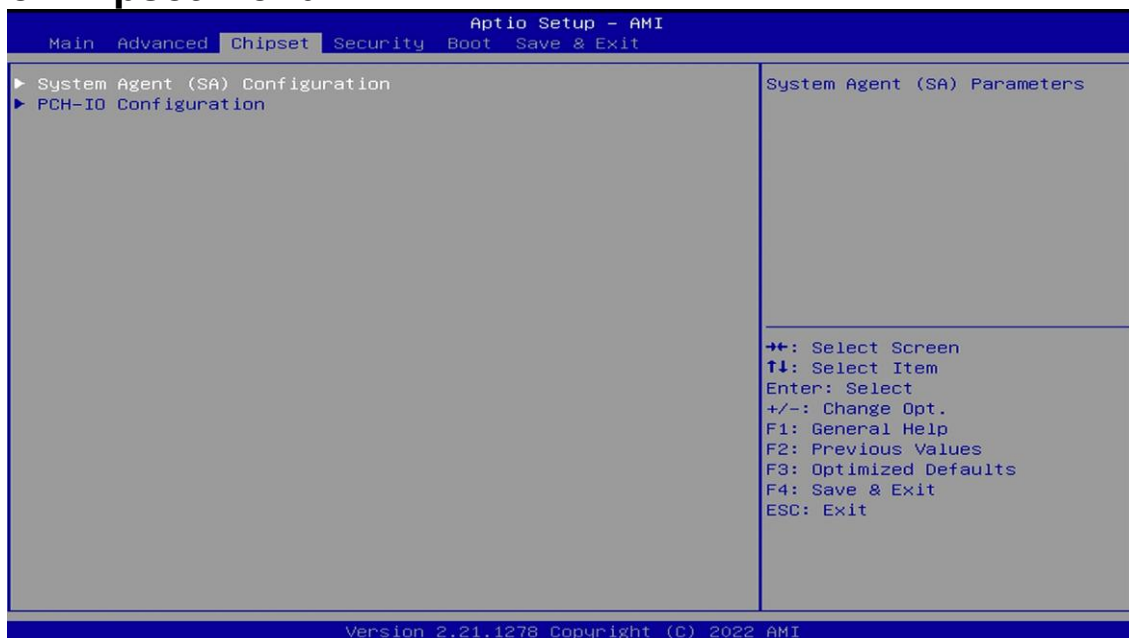 Aptio Setup – AMI
Main Advanced Chipset Security Boot Save & Exit
▶ System Agent (SA) Configuration
▶ PCH-IO Configuration
System Agent (SA) Parameters
→←: Select Screen
↑↓: Select Item
Enter: Select
+/-: Change Opt.
F1: General Help
F2: Previous Values
F3: Optimized Defaults
F4: Save & Exit
ESC: Exit
Version 2.21.1278 Copyright (C) 2022 AMI